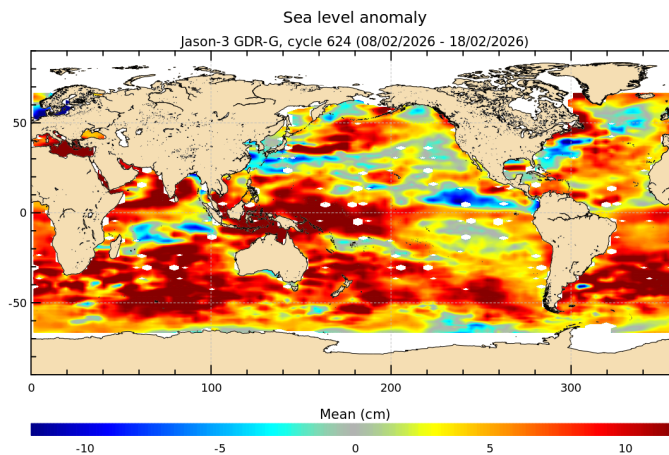 Sea level anomaly
Jason-3 GDR-G, cycle 624 (08/02/2026 - 18/02/2026)
50
0
-50
0 100 200 300
Mean (cm)
-10 -5 0 5 10